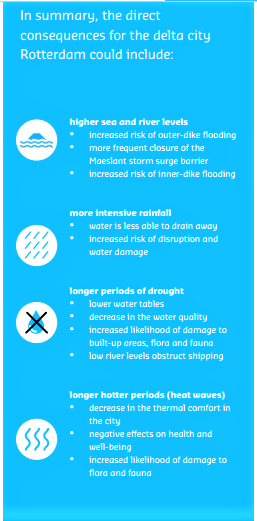 In summary, the direct
consequences for the delta city
Rotterdam could include:
higher sea and river levels
• increased risk of outer-dike flooding
• more frequent closure of the
Maeslant storm surge barrier
• increased risk of inner-dike flooding
more intensive rainfall
• water is less able to drain away
• increased risk of disruption and
water damage
longer periods of drought
• lower water tables
• decrease in the water quality
• increased likelihood of damage to
built-up areas, flora and fauna
• low river levels obstruct shipping
longer hotter periods (heat waves)
• decrease in the thermal comfort in
the city
• negative effects on health and
well-being
• increased likelihood of damage to
flora and fauna